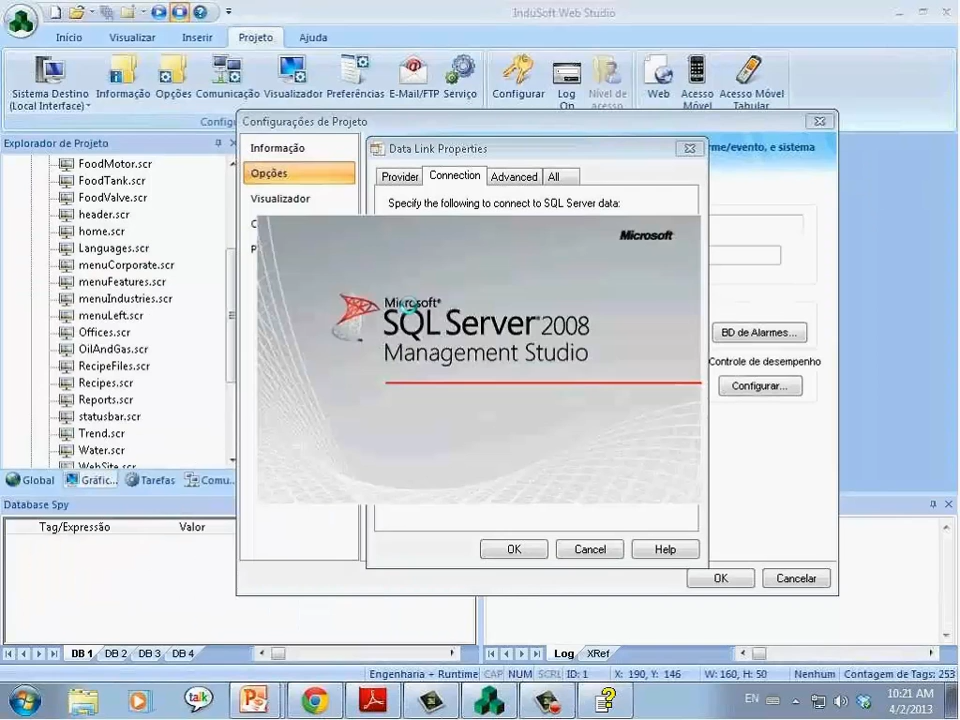 InduSoft Web Studio
Início Visualizar Inserir Projeto Ajuda
Sistema Destino (Local Interface) Informação Opções Comunicação Visualizador Preferências E-Mail/FTP Serviço Configurar Log On Nível de acesso Web Acesso Móvel Acesso Móvel Tabular
Configurações de Projeto
Explorador de Projeto
Informação
Opções
Visualizador
Data Link Properties
me/evento, e sistema
Provider Connection Advanced All
Specify the following to connect to SQL Server data:
FoodMotor.scr
FoodTank.scr
FoodValve.scr
header.scr
home.scr
Languages.scr
menuCorporate.scr
menuFeatures.scr
menuIndustries.scr
menuLeft.scr
Offices.scr
OilAndGas.scr
RecipeFiles.scr
Recipes.scr
Reports.scr
statusbar.scr
Trend.scr
Water.scr
WebSite.scr
Microsoft
Microsoft®
SQL Server 2008
Management Studio
BD de Alarmes...
Controle de desempenho
Configurar...
Global Gráfic... Tarefas Comu...
Database Spy
Tag/Expressão Valor
OK Cancel Help
OK Cancelar
DB 1 DB 2 DB 3 DB 4
Log XRef
Engenharia + Runtime CAP NUM SCRL ID: 1 X: 190, Y: 146 W: 160, H: 50 Nenhum Contagem de Tags: 253
talk
EN
10:21 AM
4/2/2013